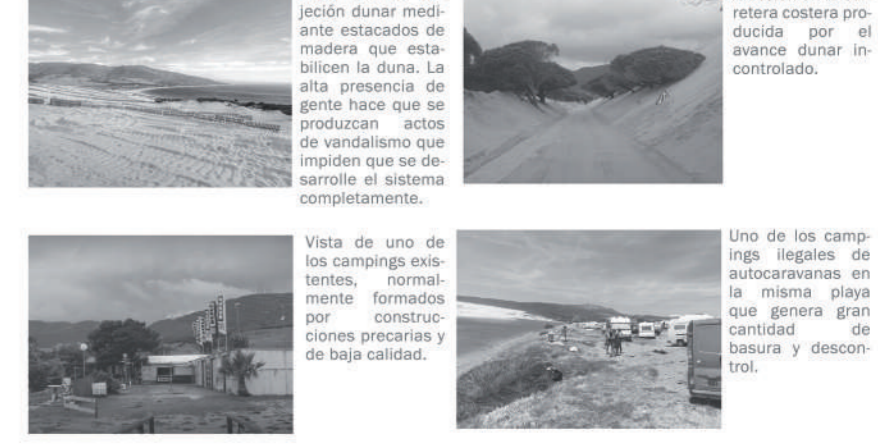 jeción dunar medi-
ante estacados de
madera que esta-
bilicen la duna. La
alta presencia de
gente hace que se
produzcan actos
de vandalismo que
impiden que se de-
sarrolle el sistema
completamente.
retera costera pro-
ducida por el
avance dunar in-
controlado.
Vista de uno de
los campings exis-
tentes, normal-
mente formados
por construc-
ciones precarias y
de baja calidad.
Uno de los camp-
ings ilegales de
autocaravanas en
la misma playa
que genera gran
cantidad de
basura y descon-
trol.